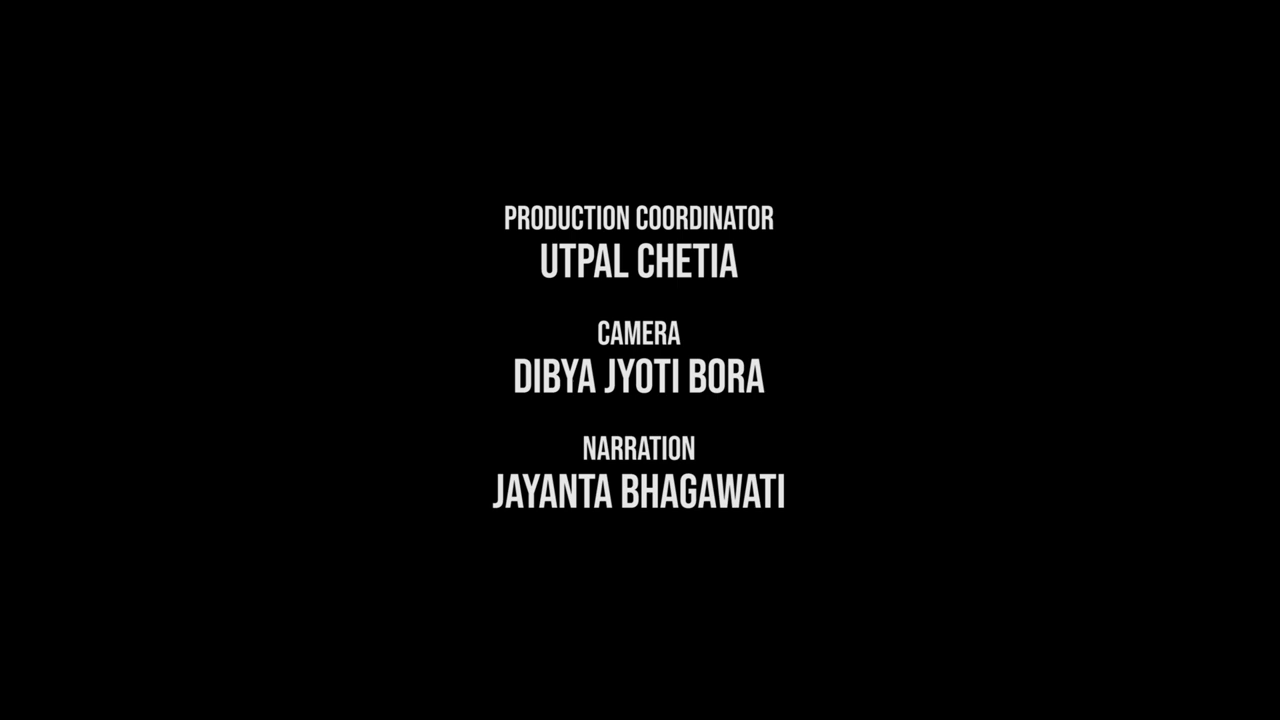 PRODUCTION COORDINATOR
UTPAL CHETIA
CAMERA
DIBYA JYOTI BORA
NARRATION
JAYANTA BHAGAWATI